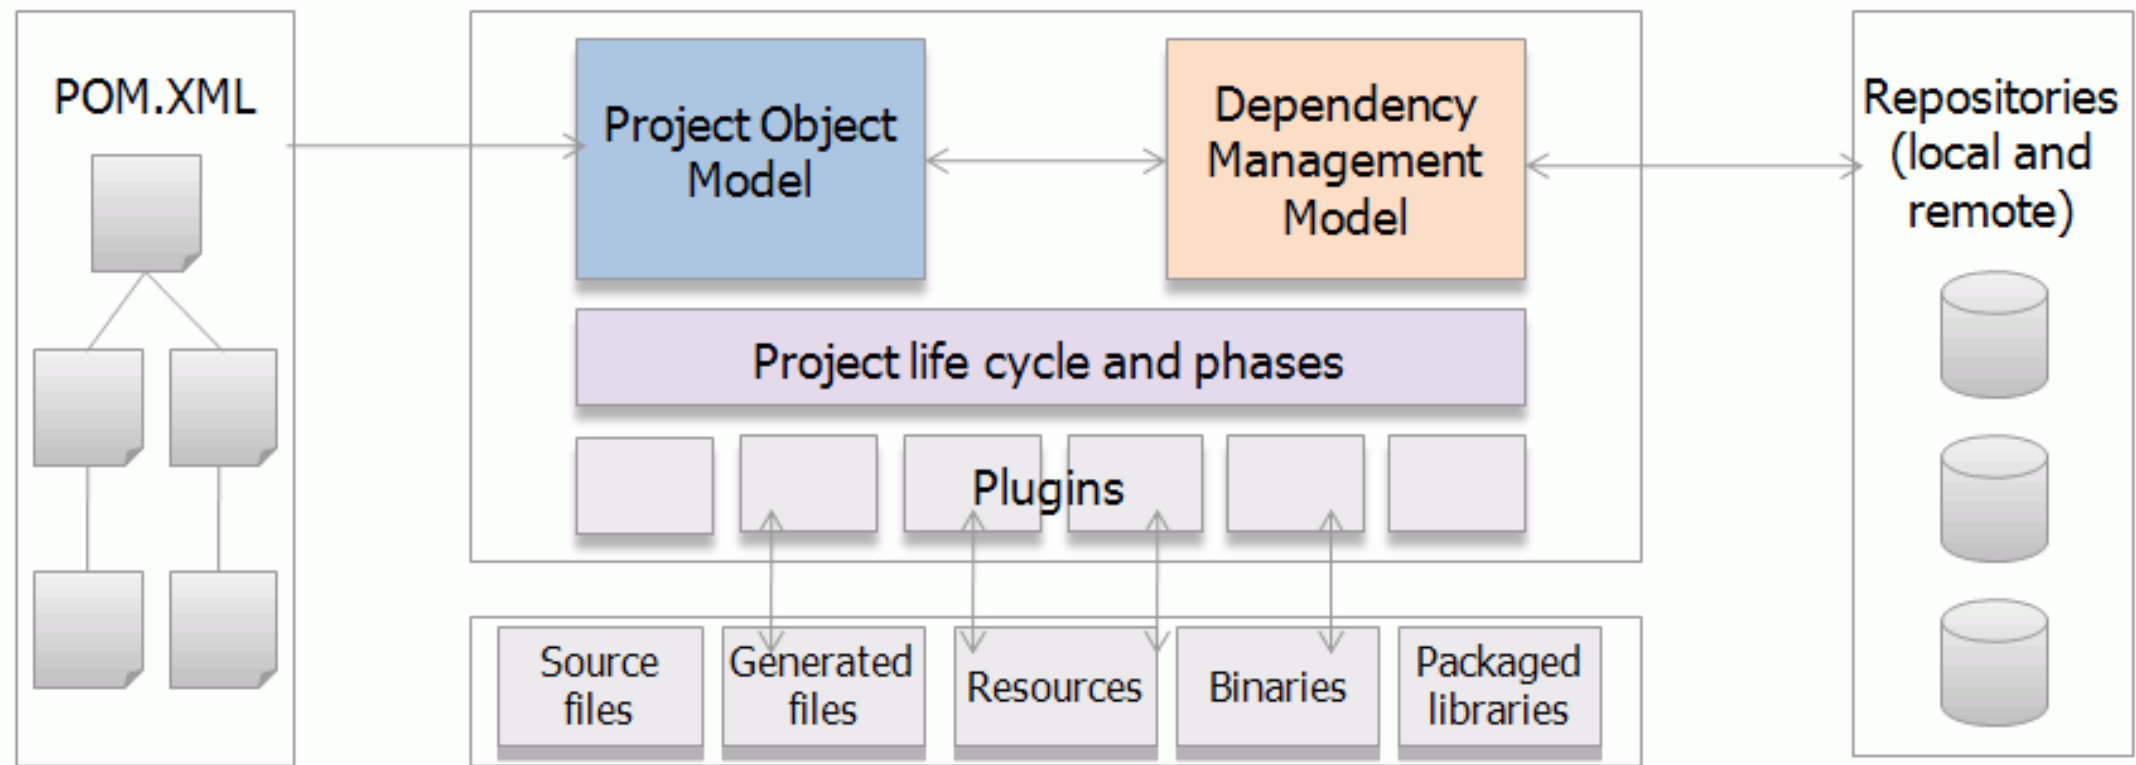 POM.XML
Project Object
Model
Dependency
Management
Model
Repositories
(local and
remote)
Project life cycle and phases
Plugins
Source
files
Generated
files
Resources
Binaries
Packaged
libraries